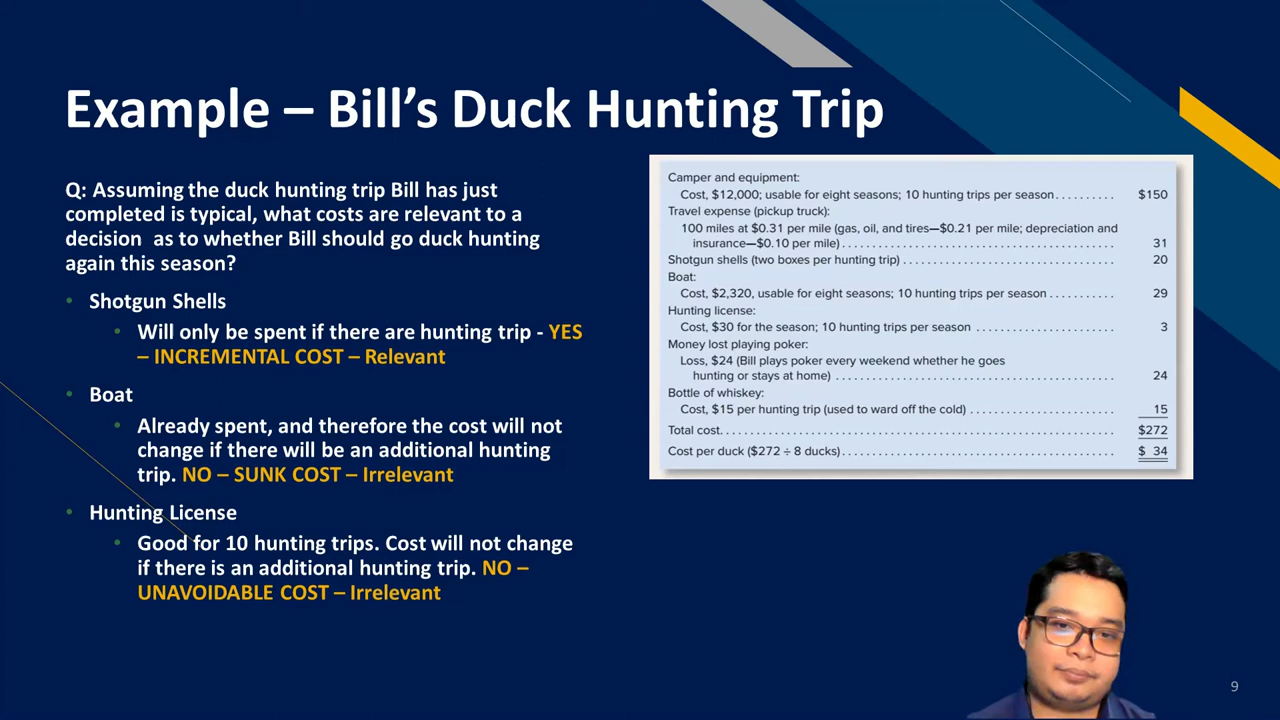 Example – Bill's Duck Hunting Trip
Q: Assuming the duck hunting trip Bill has just
completed is typical, what costs are relevant to a
decision as to whether Bill should go duck hunting
again this season?
• Shotgun Shells
• Will only be spent if there are hunting trip - YES
– INCREMENTAL COST – Relevant
• Boat
• Already spent, and therefore the cost will not
change if there will be an additional hunting
trip. NO – SUNK COST – Irrelevant
• Hunting License
• Good for 10 hunting trips. Cost will not change
if there is an additional hunting trip. NO –
UNAVOIDABLE COST – Irrelevant
Camper and equipment:
Cost, $12,000; usable for eight seasons; 10 hunting trips per season.......... $150
Travel expense (pickup truck):
100 miles at $0.31 per mile (gas, oil, and tires—$0.21 per mile; depreciation and
insurance—$0.10 per mile)........................................ 31
Shotgun shells (two boxes per hunting trip)................................ 20
Boat:
Cost, $2,320, usable for eight seasons; 10 hunting trips per season........... 29
Hunting license:
Cost, $30 for the season; 10 hunting trips per season..................... 3
Money lost playing poker:
Loss, $24 (Bill plays poker every weekend whether he goes
hunting or stays at home)......................................... 24
Bottle of whiskey:
Cost, $15 per hunting trip (used to ward off the cold)...................... 15
Total cost........................................................... $272
Cost per duck ($272 ÷ 8 ducks)......................................... $ 34
9